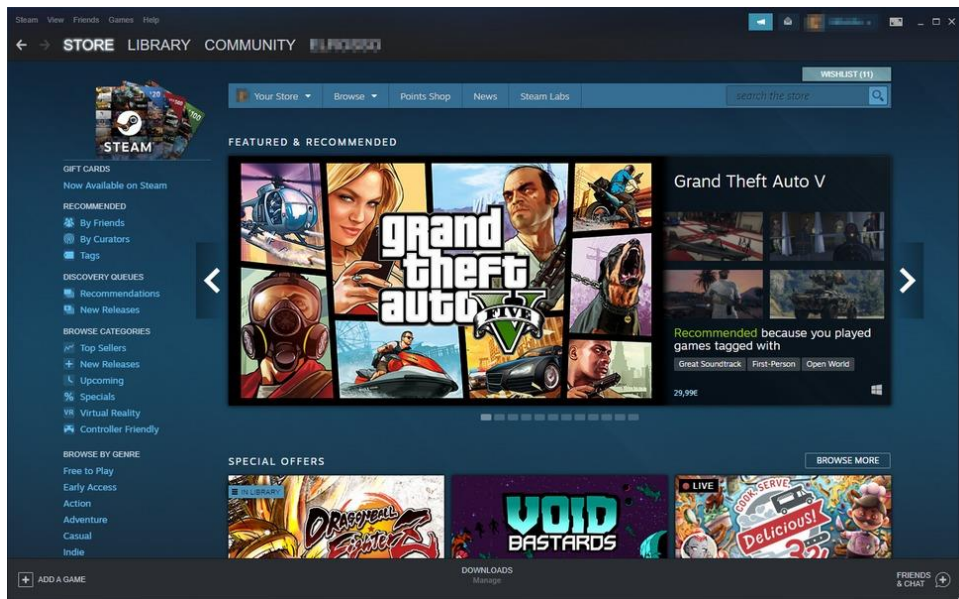 Steam View Friends Games Help
STORE LIBRARY COMMUNITY
WISHLIST (11)
Your Store Browse Points Shop News Steam Labs search the store
STEAM
GIFT CARDS
Now Available on Steam
RECOMMENDED
By Friends
By Curators
Tags
DISCOVERY QUEUES
Recommendations
New Releases
BROWSE CATEGORIES
Top Sellers
New Releases
Upcoming
Specials
VR Virtual Reality
Controller Friendly
BROWSE BY GENRE
Free to Play
Early Access
Action
Adventure
Casual
Indie
FEATURED & RECOMMENDED
grand
theft
auto
V
FIVE
Grand Theft Auto V
Recommended because you played
games tagged with
Great Soundtrack First-Person Open World
29,99€
SPECIAL OFFERS
BROWSE MORE
IN LIBRARY
DRAGONBALL
FIGHTERZ
VOID
BASTARDS
LIVE
COOK, SERVE,
Delicious!
ADD A GAME
DOWNLOADS
Manage
FRIENDS
& CHAT